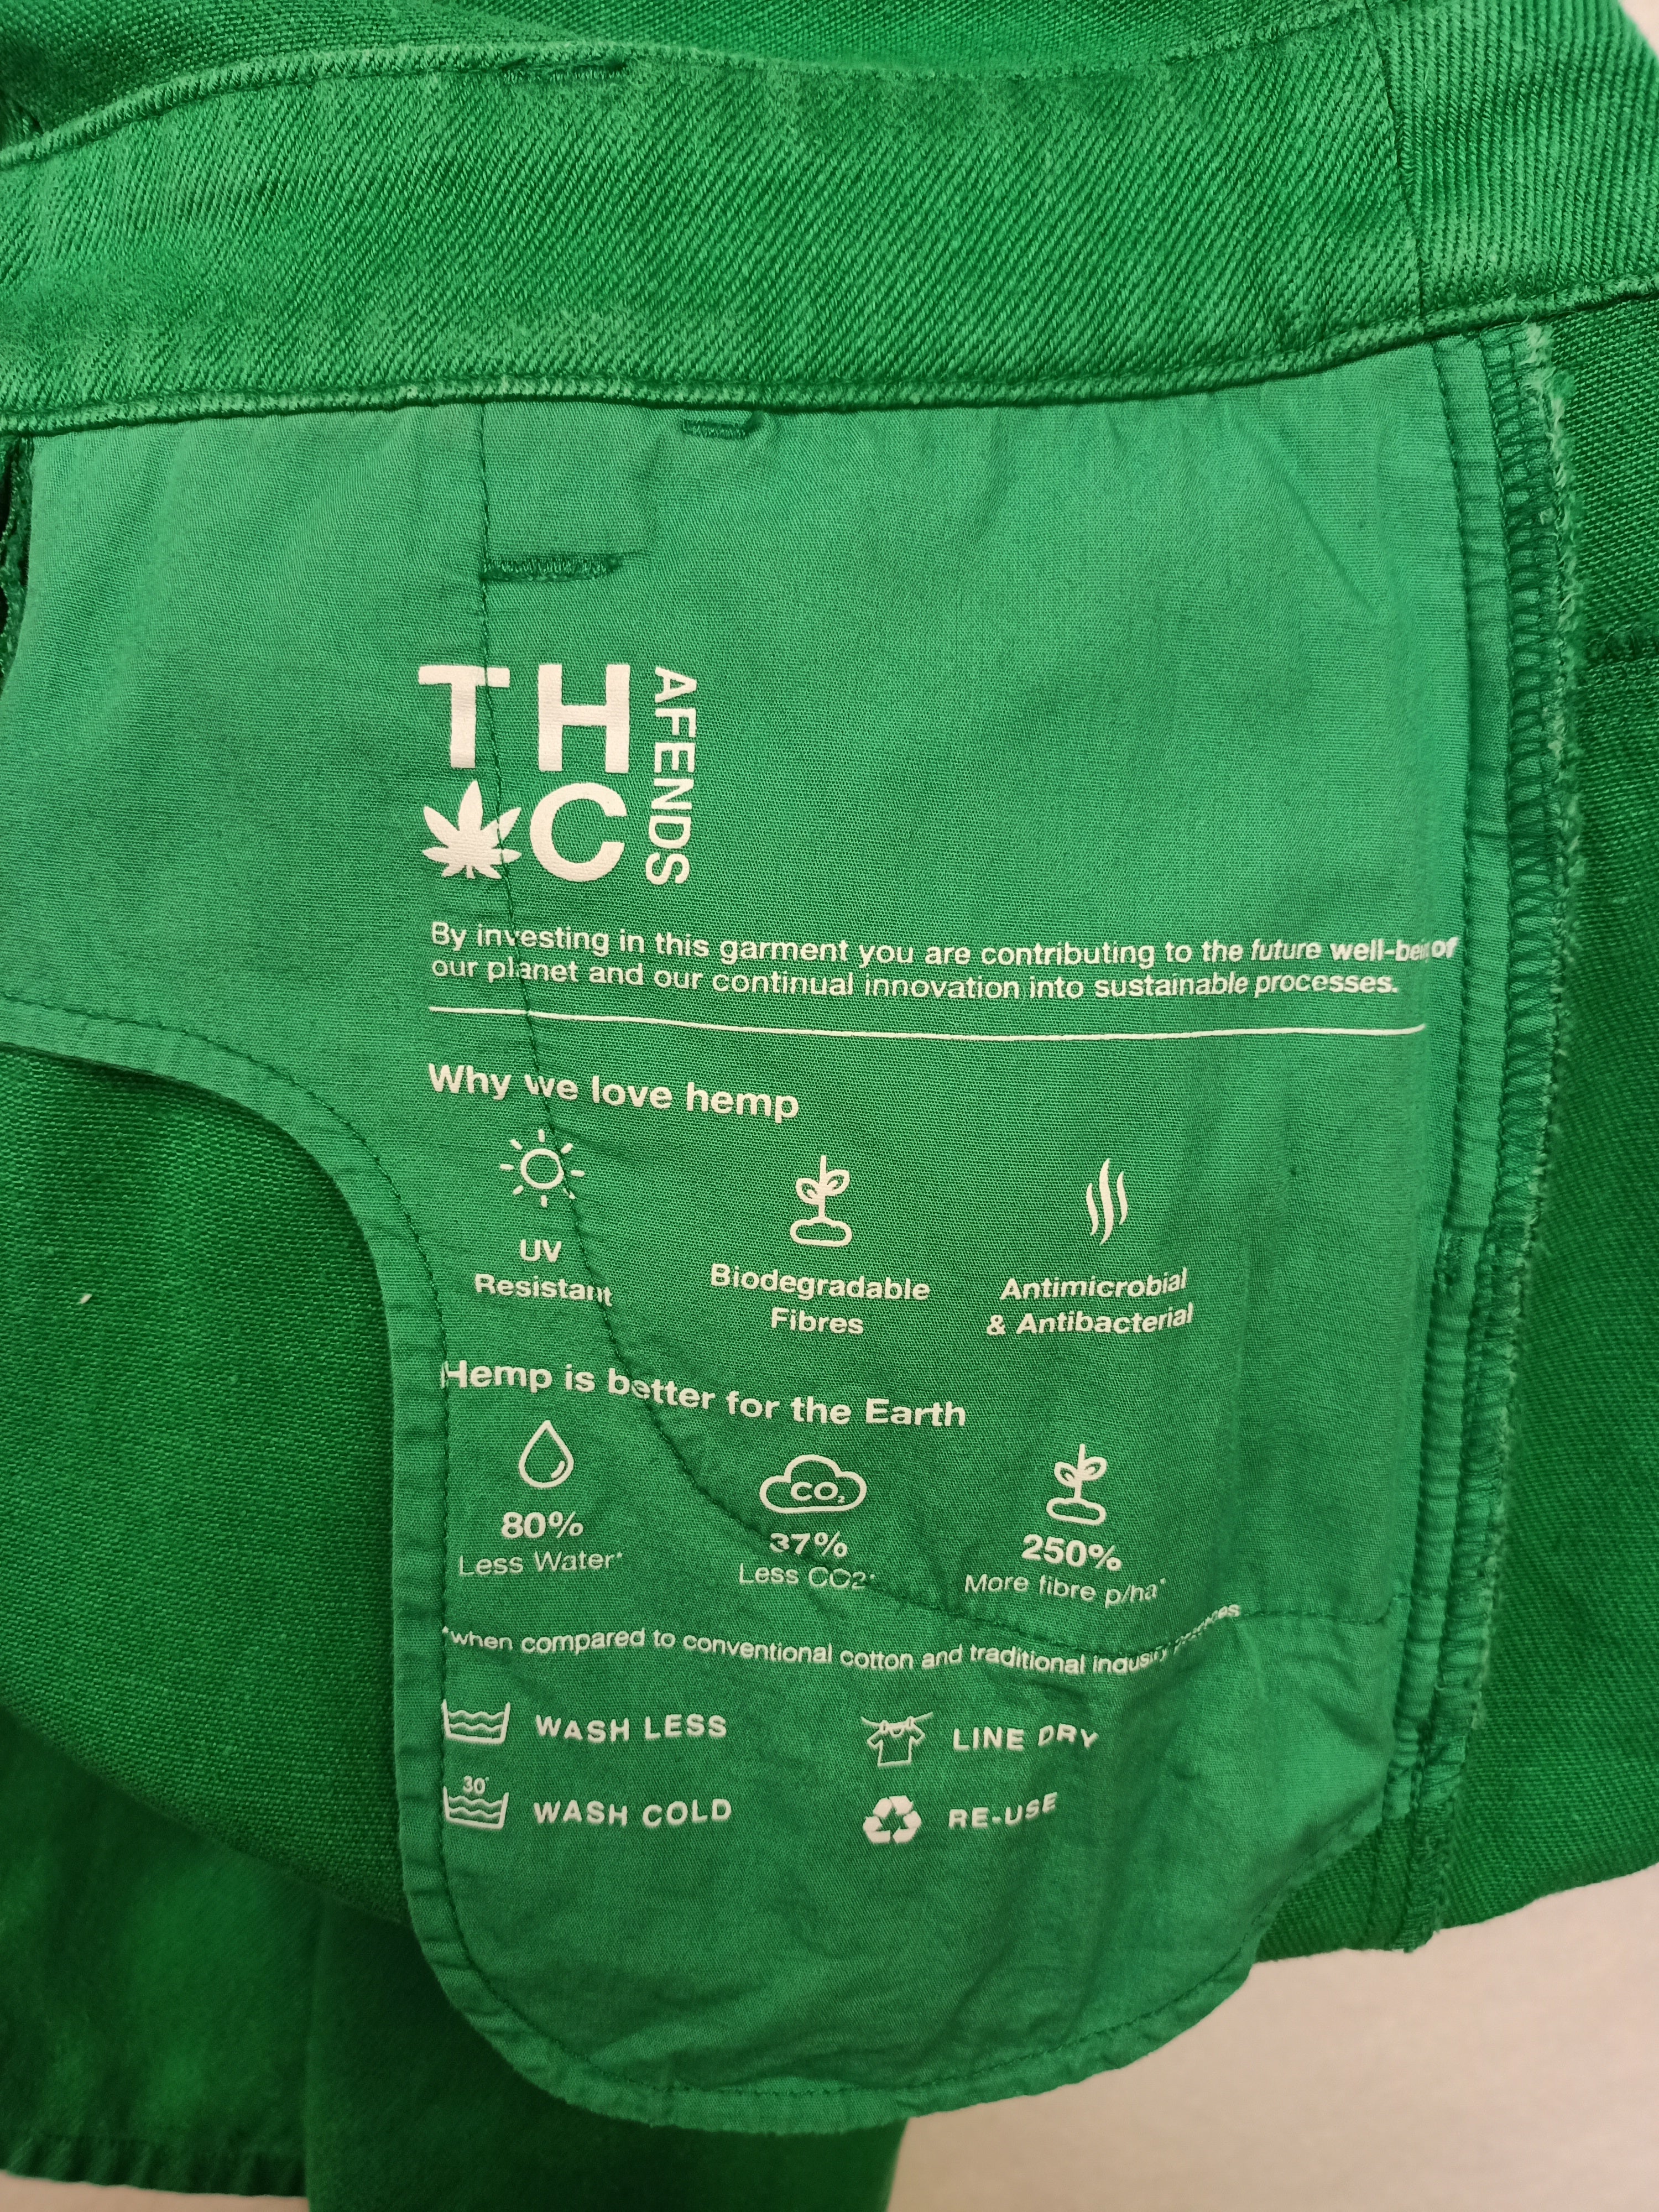 TH
C
AFENDS
By investing in this garment you are contributing to the future well-bei of
our planet and our continual innovation into sustainable processes.
Why we love hemp
UV
Resistant
Biodegradable
Fibres
Antimicrobial
& Antibacterial
Hemp is better for the Earth
80%
Less Water*
CO₂
37%
Less CO2*
250%
More fibre p/ha*
*when compared to conventional cotton and traditional industry
WASH LESS
LINE DRY
30°
WASH COLD
RE-USE